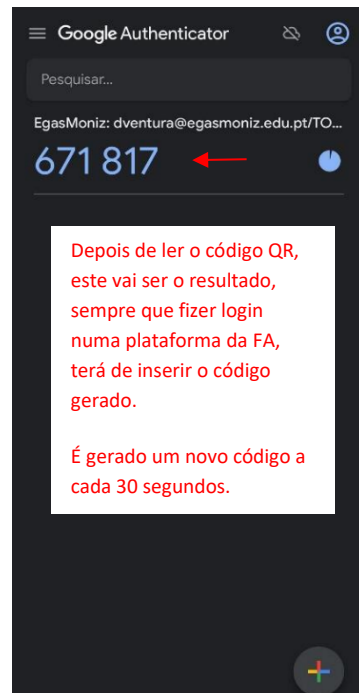 Google Authenticator
Pesquisar...
EgasMoniz: dventura@egasmoniz.edu.pt/TO...
671 817
Depois de ler o código QR,
este vai ser o resultado,
sempre que fizer login
numa plataforma da FA,
terá de inserir o código
gerado.
É gerado um novo código a
cada 30 segundos.